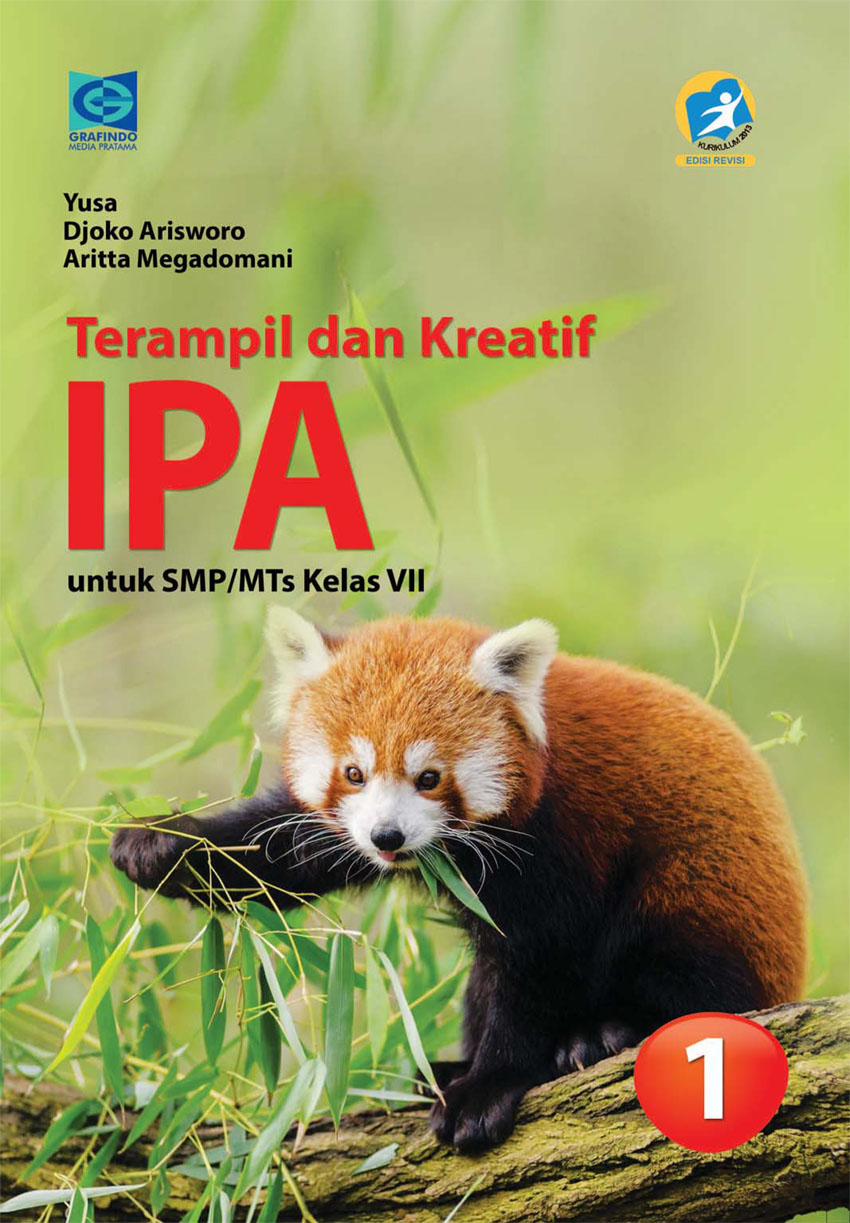 GRAFINDO
MEDIA PRATAMA
KURIKULUM 2013
EDISI REVISI
Yusa
Djoko Arisworo
Aritta Megadomani
Terampil dan Kreatif
IPA
untuk SMP/MTs Kelas VII
1